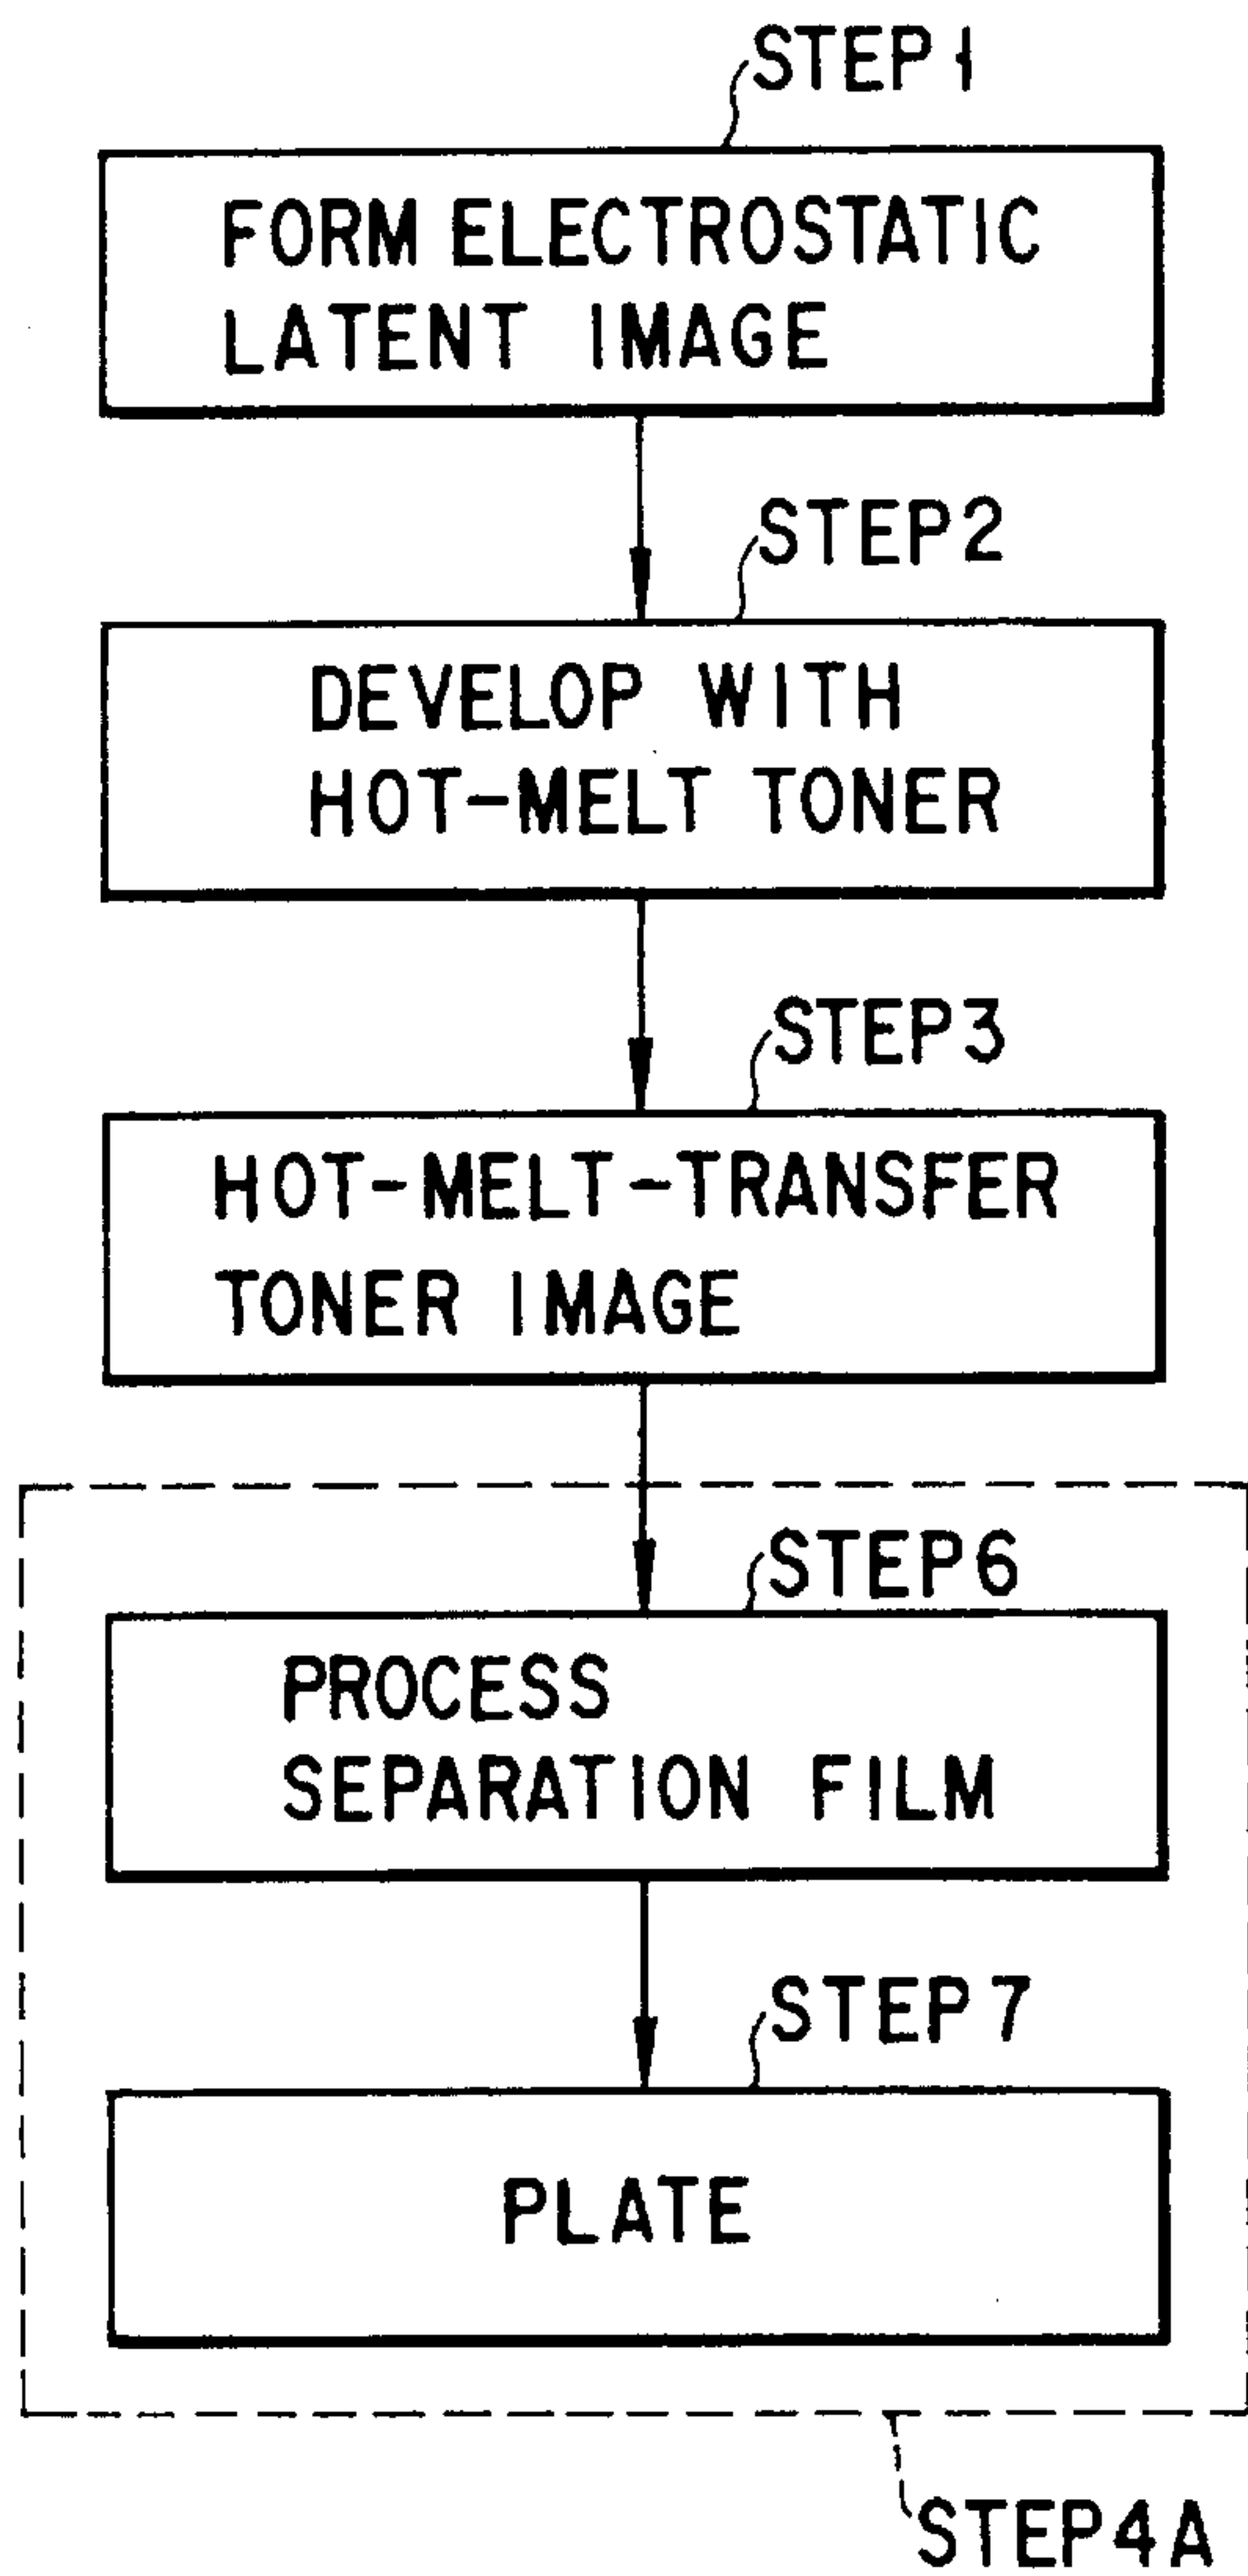 STEP1
FORM ELECTROSTATIC
LATENT IMAGE
STEP2
DEVELOP WITH
HOT-MELT TONER
STEP3
HOT-MELT-TRANSFER
TONER IMAGE
STEP6
PROCESS
SEPARATION FILM
STEP7
PLATE
STEP4A